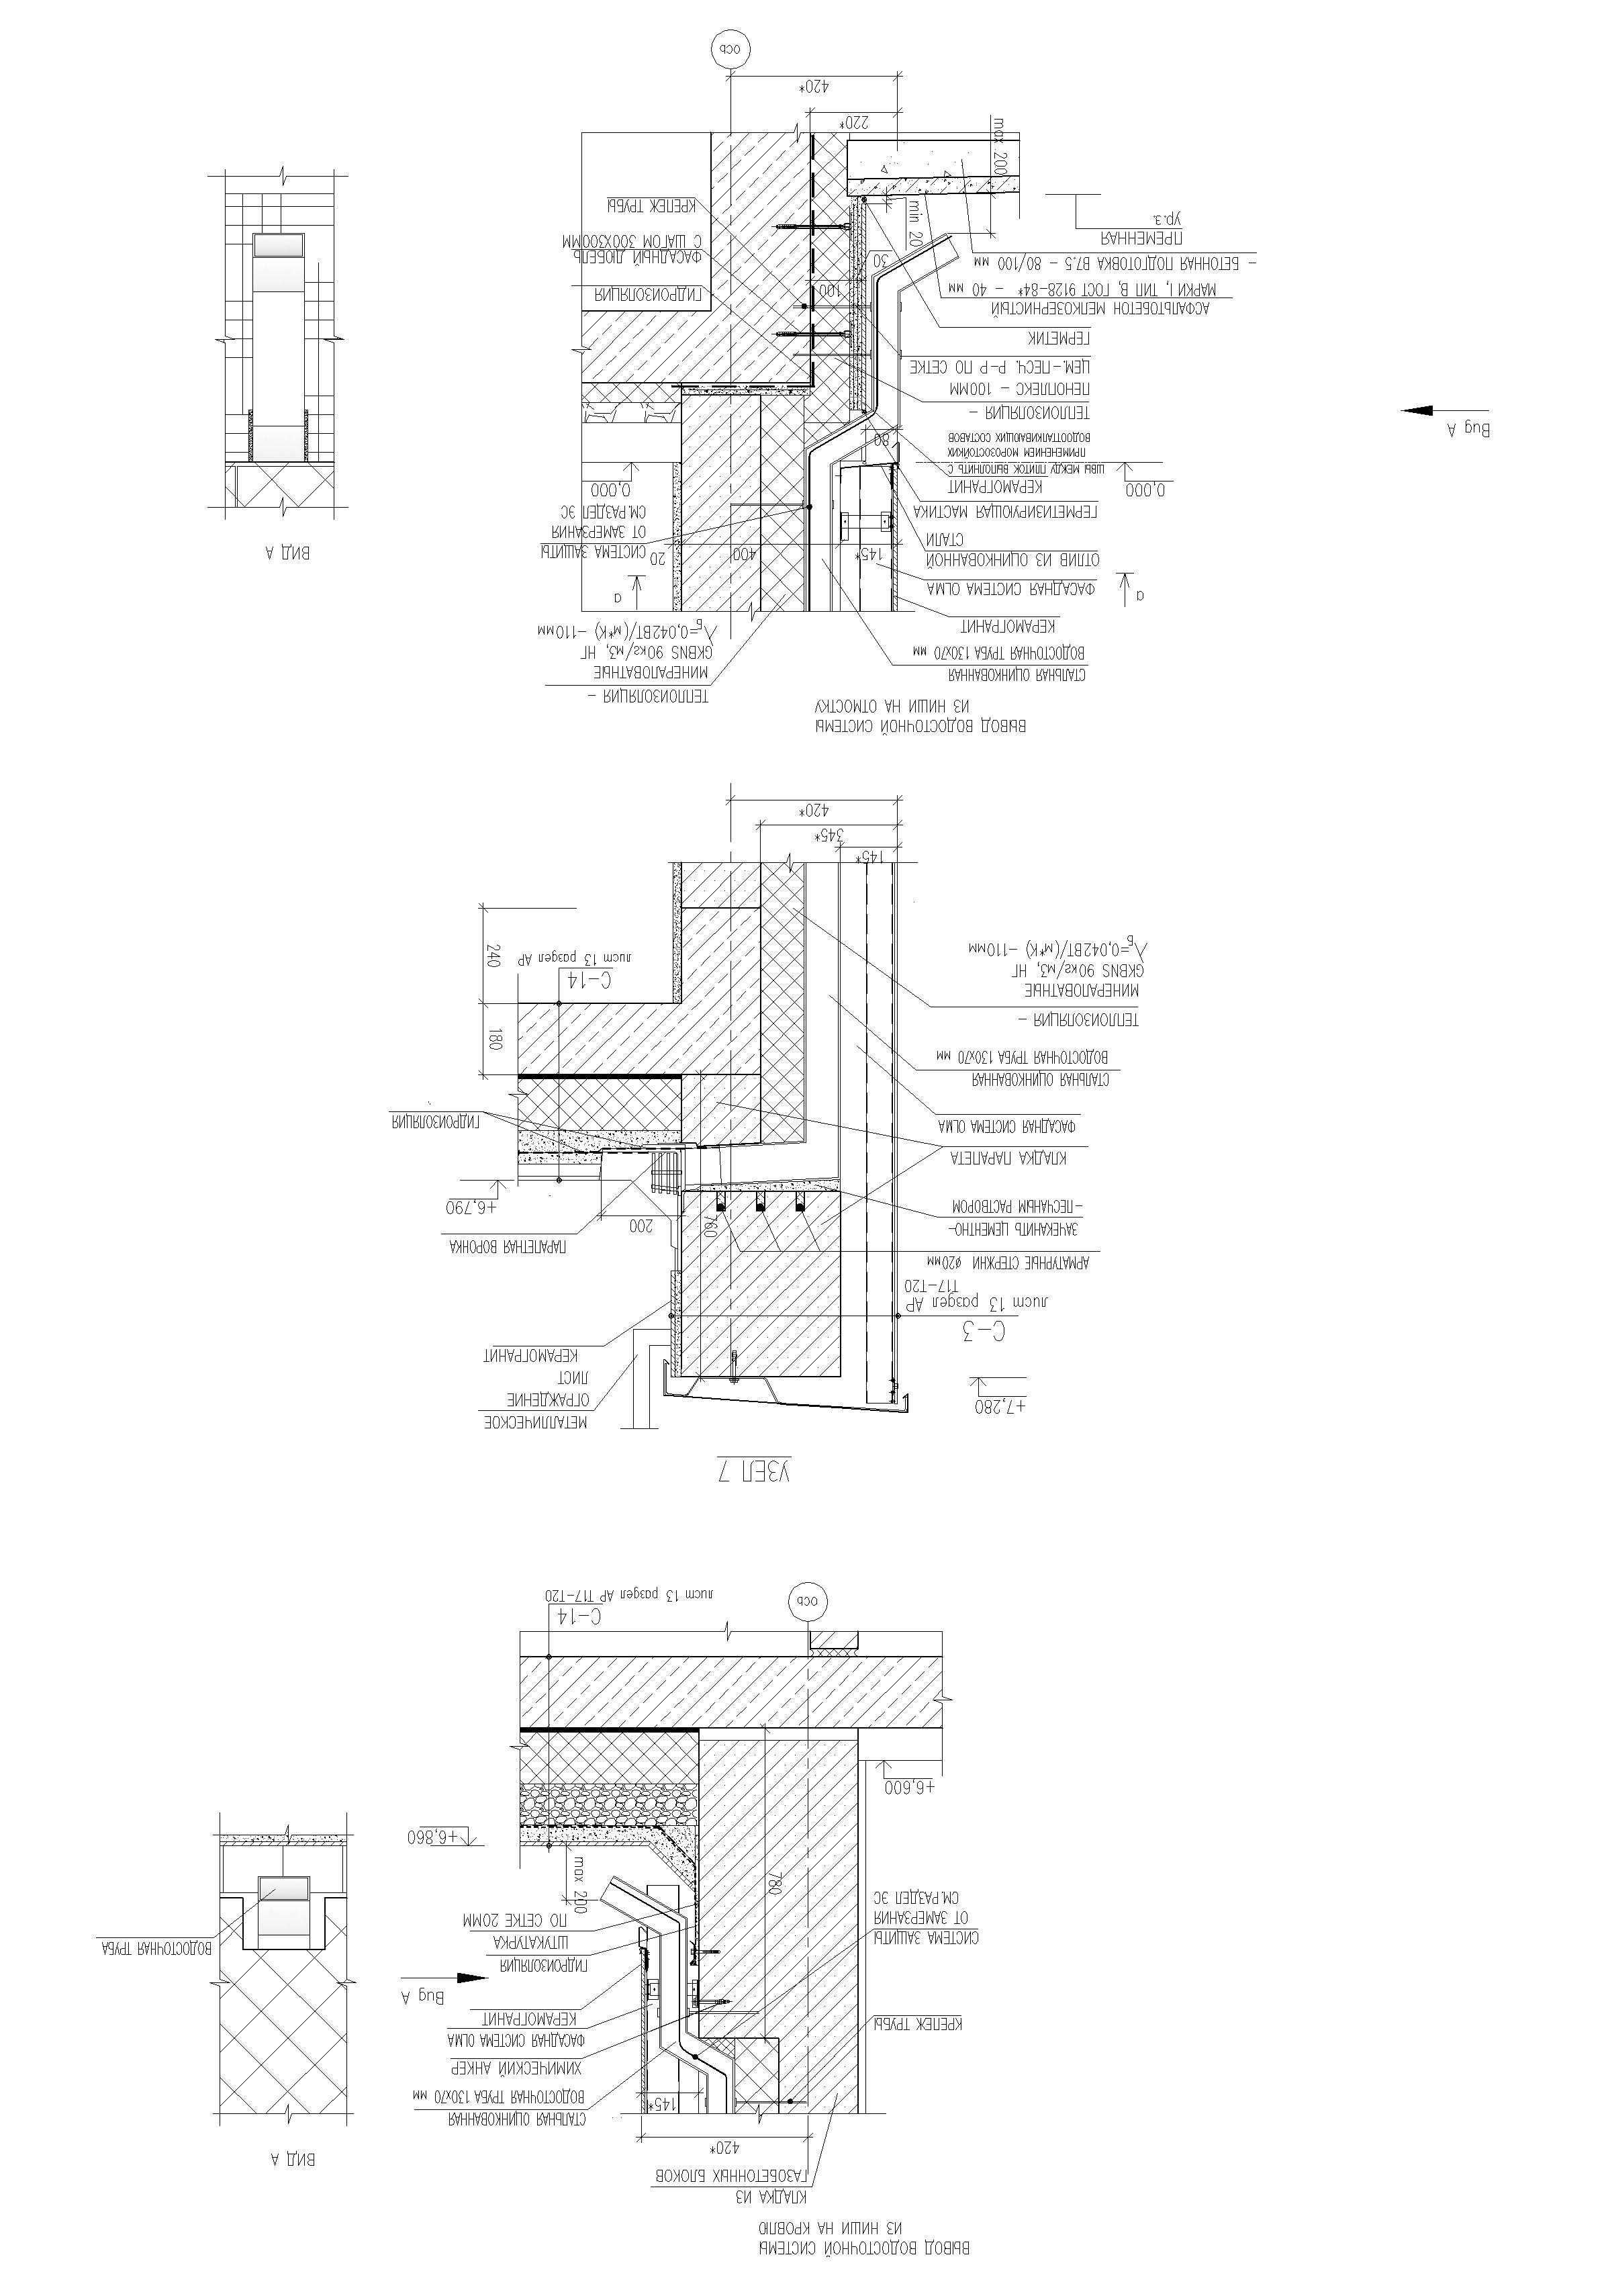 ВЫВОД ВОДОСТОЧНОЙ СИСТЕМЫ
ИЗ НИШИ НА КРОВЛЮ
КЛАДКА ИЗ
ГАЗОБЕТОННЫХ БЛОКОВ
420*
145*
СТАЛЬНАЯ ОЦИНКОВАННАЯ
ВОДОСТОЧНАЯ ТРУБА 130х70 мм
ХИМИЧЕСКИЙ АНКЕР
ФАСАДНАЯ СИСТЕМА OLMA
КЕРАМОГРАНИТ
Вид А
ГИДРОИЗОЛЯЦИЯ
ШТУКАТУРКА
ПО СЕТКЕ 20ММ
КРЕПЕЖ ТРУБЫ
СИСТЕМА ЗАЩИТЫ
ОТ ЗАМЕРЗАНИЯ
СМ.РАЗДЕЛ ЭС
780
max 200
+6,860
+6,600
С-14
лист 13 раздел АР Т17-Т20
ось
ВИД А
ВОДОСТОЧНАЯ ТРУБА
УЗЕЛ 7
+7,280
МЕТАЛЛИЧЕСКОЕ
ОГРАЖДЕНИЕ
ЛИСТ
КЕРАМОГРАНИТ
С-3
лист 13 раздел АР
Т17-Т20
АРМАТУРНЫЕ СТЕРЖНИ ø20мм
ЗАЧЕКАНИТЬ ЦЕМЕНТНО-
-ПЕСЧАНЫМ РАСТВОРОМ
760
200
ПАРАПЕТНАЯ ВОРОНКА
+6,790
КЛАДКА ПАРАПЕТА
ФАСАДНАЯ СИСТЕМА OLMA
ГИДРОИЗОЛЯЦИЯ
СТАЛЬНАЯ ОЦИНКОВАННАЯ
ВОДОСТОЧНАЯ ТРУБА 130х70 мм
ТЕПЛОИЗОЛЯЦИЯ -
МИНЕРАЛОВАТНЫЕ
GKBNS 90кг/м3, НГ
λБ=0,042ВТ/(м*К) -110мм
180
240
С-14
лист 13 раздел АР
145*
345*
420*
ВЫВОД ВОДОСТОЧНОЙ СИСТЕМЫ
ИЗ НИШИ НА ОТМОСТКУ
СТАЛЬНАЯ ОЦИНКОВАННАЯ
ВОДОСТОЧНАЯ ТРУБА 130х70 мм
КЕРАМОГРАНИТ
ТЕПЛОИЗОЛЯЦИЯ -
МИНЕРАЛОВАТНЫЕ
GKBNS 90кг/м3, НГ
λБ=0,042ВТ/(м*К) -110мм
а
а
ФАСАДНАЯ СИСТЕМА OLMA
ОТЛИВ ИЗ ОЦИНКОВАННОЙ
СТАЛИ
145*
400
20
СИСТЕМА ЗАЩИТЫ
ОТ ЗАМЕРЗАНИЯ
СМ.РАЗДЕЛ ЭС
ГЕРМЕТИЗИРУЮЩАЯ МАСТИКА
0,000
0,000
КЕРАМОГРАНИТ
ШВЫ МЕЖДУ ПЛИТОК ВЫПОЛНИТЬ С
ПРИМЕНЕНИЕМ МОРОЗОСТОЙКИХ
ВОДООТТАЛКИВАЮЩИХ СОСТАВОВ
80
Вид А
ТЕПЛОИЗОЛЯЦИЯ -
ПЕНОПЛЕКС - 100ММ
ЦЕМ.-ПЕСЧ. Р-Р ПО СЕТКЕ
ГЕРМЕТИК
АСФАЛЬТОБЕТОН МЕЛКОЗЕРНИСТЫЙ
МАРКИ I, ТИП В, ГОСТ 9128-84* - 40 мм
- БЕТОННАЯ ПОДГОТОВКА В7.5 - 80/100 мм
ПРЕМЕННАЯ
ур.з.
100
30
min 20
max 200
ГИДРОИЗОЛЯЦИЯ
ФАСАДНЫЙ ДЮБЕЛЬ
С ШАГОМ 300Х300ММ
КРЕПЕЖ ТРУБЫ
220*
420*
ось
ВИД А